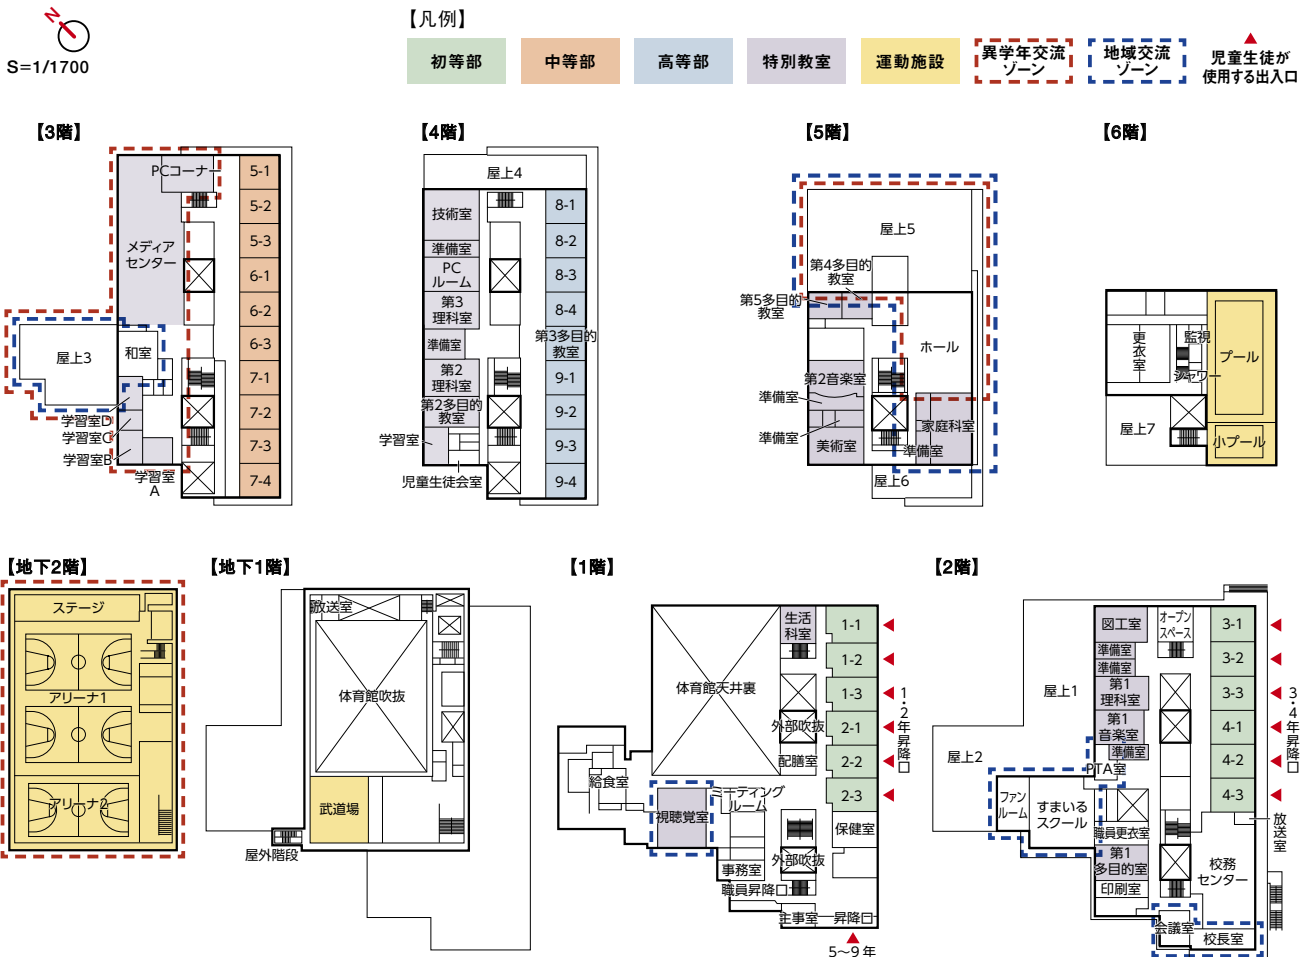 N
S=1/1700
【凡例】
初等部
中等部
高等部
特別教室
運動施設
異学年交流
ゾーン
地域交流
ゾーン
児童生徒が
使用する出入口
【3階】
PCコーナー
メディア
センター
屋上3
和室
学習室D
学習室C
学習室B
学習室
A
5-1
5-2
5-3
6-1
6-2
6-3
7-1
7-2
7-3
7-4
【4階】
屋上4
技術室
準備室
PC
ルーム
第3
理科室
準備室
第2
理科室
第2多目的
教室
学習室
児童生徒会室
8-1
8-2
8-3
8-4
第3多目的
教室
9-1
9-2
9-3
9-4
【5階】
屋上5
第4多目的
教室
第5多目的
教室
ホール
第2音楽室
準備室
準備室
美術室
家庭科室
準備室
屋上6
【6階】
更衣室
監視
シャワー
プール
屋上7
小プール
【地下2階】
ステージ
アリーナ1
アリーナ2
【地下1階】
放送室
体育館吹抜
武道場
屋外階段
【1階】
生活
科室
体育館天井裏
外部吹抜
配膳室
給食室
視聴覚室
ミーティング
ルーム
保健室
外部吹抜
事務室
職員昇降口
主事室
昇降口
5〜9年
1-1
1-2
1-3
2-1
2-2
2-3
1・2年昇降口
【2階】
図工室
オープン
スペース
準備室
準備室
第1
理科室
第1
音楽室
準備室
PTA室
屋上1
屋上2
ファン
ルーム
すまいる
スクール
職員更衣室
第1
多目的室
印刷室
会議室
校長室
校務
センター
放送室
3-1
3-2
3-3
4-1
4-2
4-3
3・4年昇降口